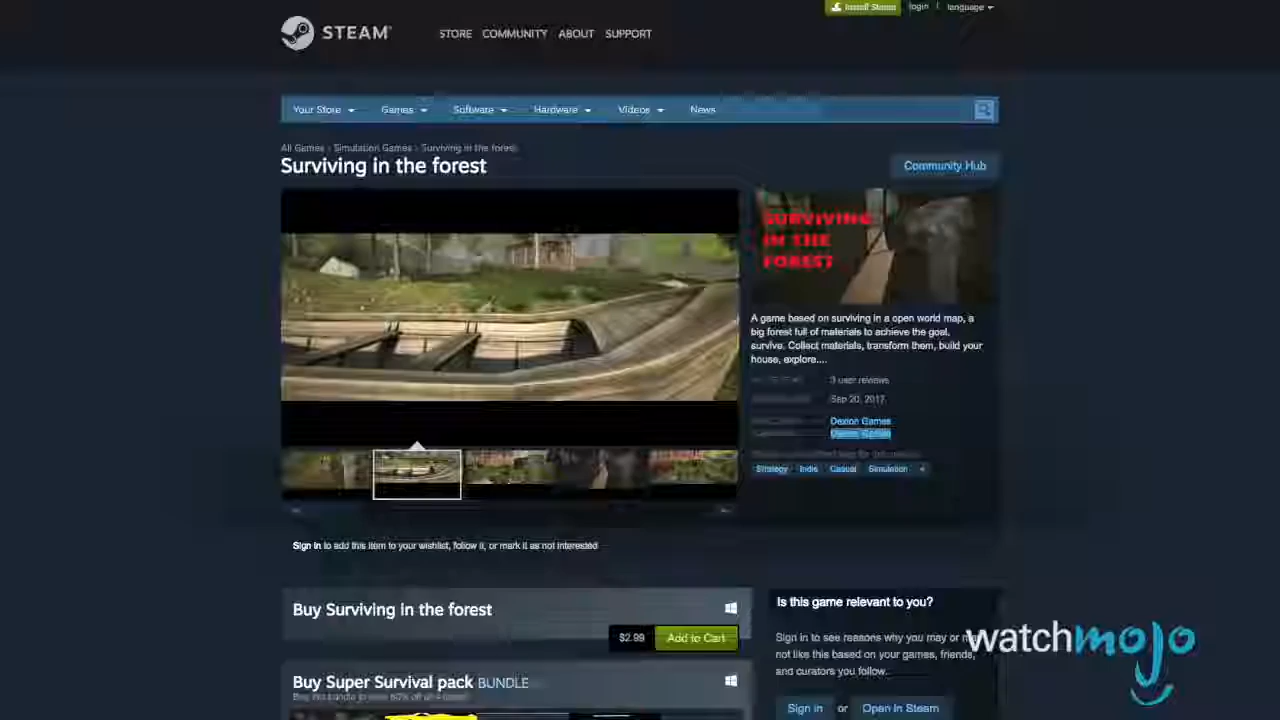 Install Steam login | language
STEAM STORE COMMUNITY ABOUT SUPPORT
Your Store Games Software Hardware Videos News
All Games › Simulation Games › Surviving in the forest
Surviving in the forest
Community Hub
SURVIVING
IN THE
FOREST
A game based on surviving in a open world map, a
big forest full of materials to achieve the goal,
survive. Collect materials, transform them, build your
house, explore....
3 user reviews
Sep 20, 2017
Dexion Games
Dexion Games
Strategy Indie Casual Simulation +
Sign in to add this item to your wishlist, follow it, or mark it as not interested
Buy Surviving in the forest
$2.99 Add to Cart
Buy Super Survival pack BUNDLE
Is this game relevant to you?
Sign in to see reasons why you may or may
not like this based on your games, friends,
and curators you follow.
Sign in or Open in Steam
watchmojo